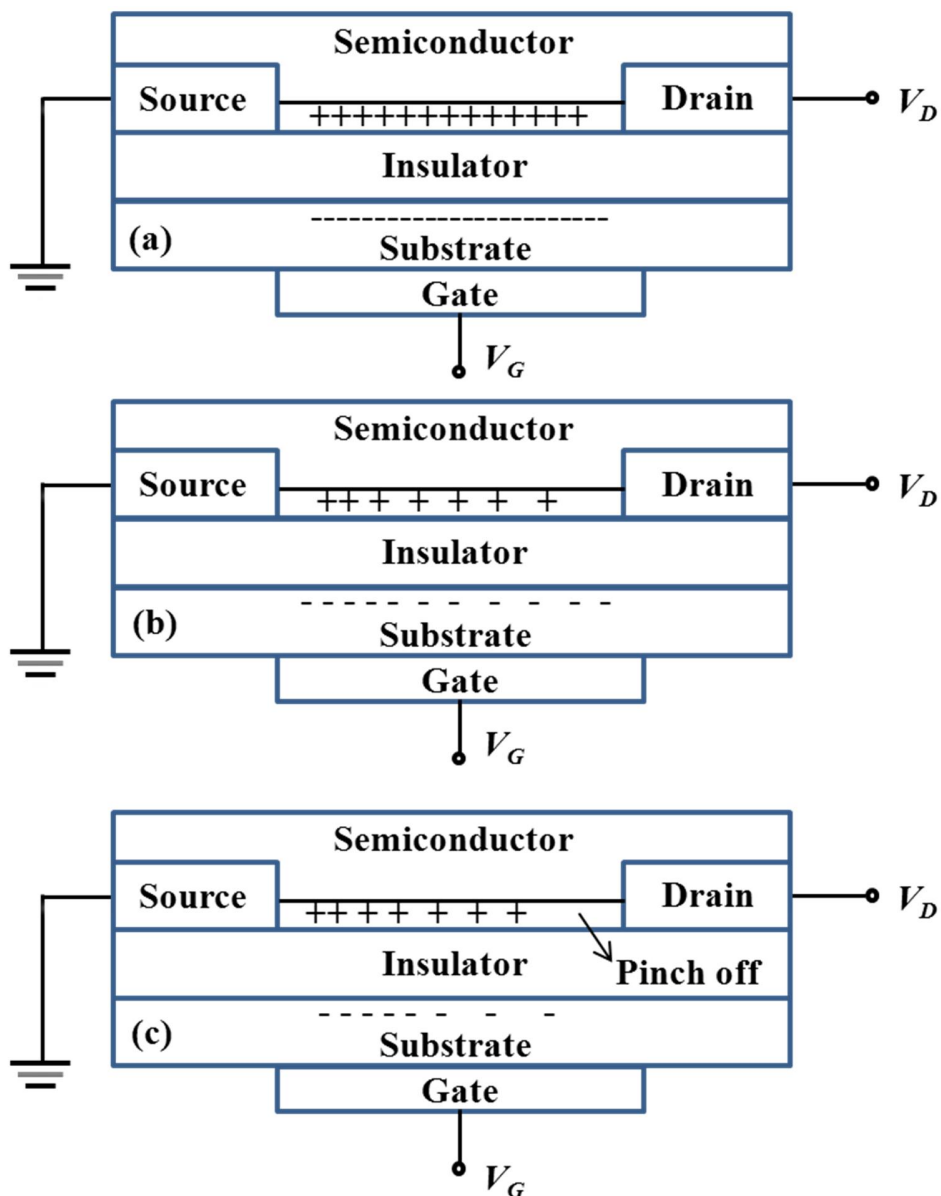 Semiconductor
Source
Drain
V_D
+++++++++++++
Insulator
---------------------------
(a)
Substrate
Gate
V_G
Semiconductor
Source
Drain
V_D
++ + + + + +
Insulator
- - - - - - - - - - -
(b)
Substrate
Gate
V_G
Semiconductor
Source
Drain
V_D
++ + + + + +
Insulator
Pinch off
- - - - - - - -
(c)
Substrate
Gate
V_G